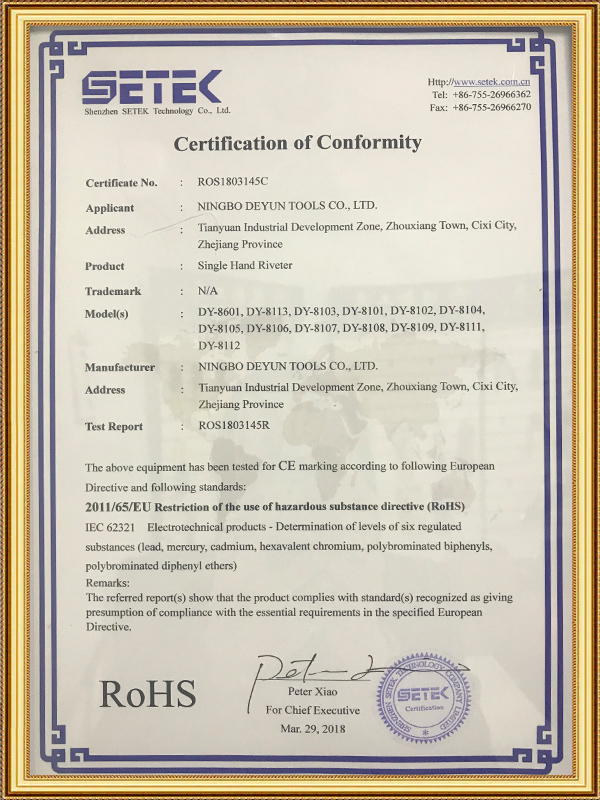 SETEK
Shenzhen SETEK Technology Co., Ltd.
Http://www.setek.com.cn
Tel: +86-755-26966362
Fax: +86-755-26966270
Certification of Conformity
Certificate No. : ROS1803145C
Applicant : NINGBO DEYUN TOOLS CO., LTD.
Address : Tianyuan Industrial Development Zone, Zhouxiang Town, Cixi City,
Zhejiang Province
Product : Single Hand Riveter
Trademark : N/A
Model(s) : DY-8601, DY-8113, DY-8103, DY-8101, DY-8102, DY-8104,
DY-8105, DY-8106, DY-8107, DY-8108, DY-8109, DY-8111,
DY-8112
Manufacturer : NINGBO DEYUN TOOLS CO., LTD.
Address : Tianyuan Industrial Development Zone, Zhouxiang Town, Cixi City,
Zhejiang Province
Test Report : ROS1803145R
The above equipment has been tested for CE marking according to following European
Directive and following standards:
2011/65/EU Restriction of the use of hazardous substance directive (RoHS)
IEC 62321 Electrotechnical products - Determination of levels of six regulated
substances (lead, mercury, cadmium, hexavalent chromium, polybrominated biphenyls,
polybrominated diphenyl ethers)
Remarks:
The referred report(s) show that the product complies with standard(s) recognized as giving
presumption of compliance with the essential requirements in the specified European
Directive.
RoHS
Peter Xiao
For Chief Executive
Mar. 29, 2018
SHENZHEN SETEK TECHNOLOGY COMPANY LIMITED
SETEK
Certification